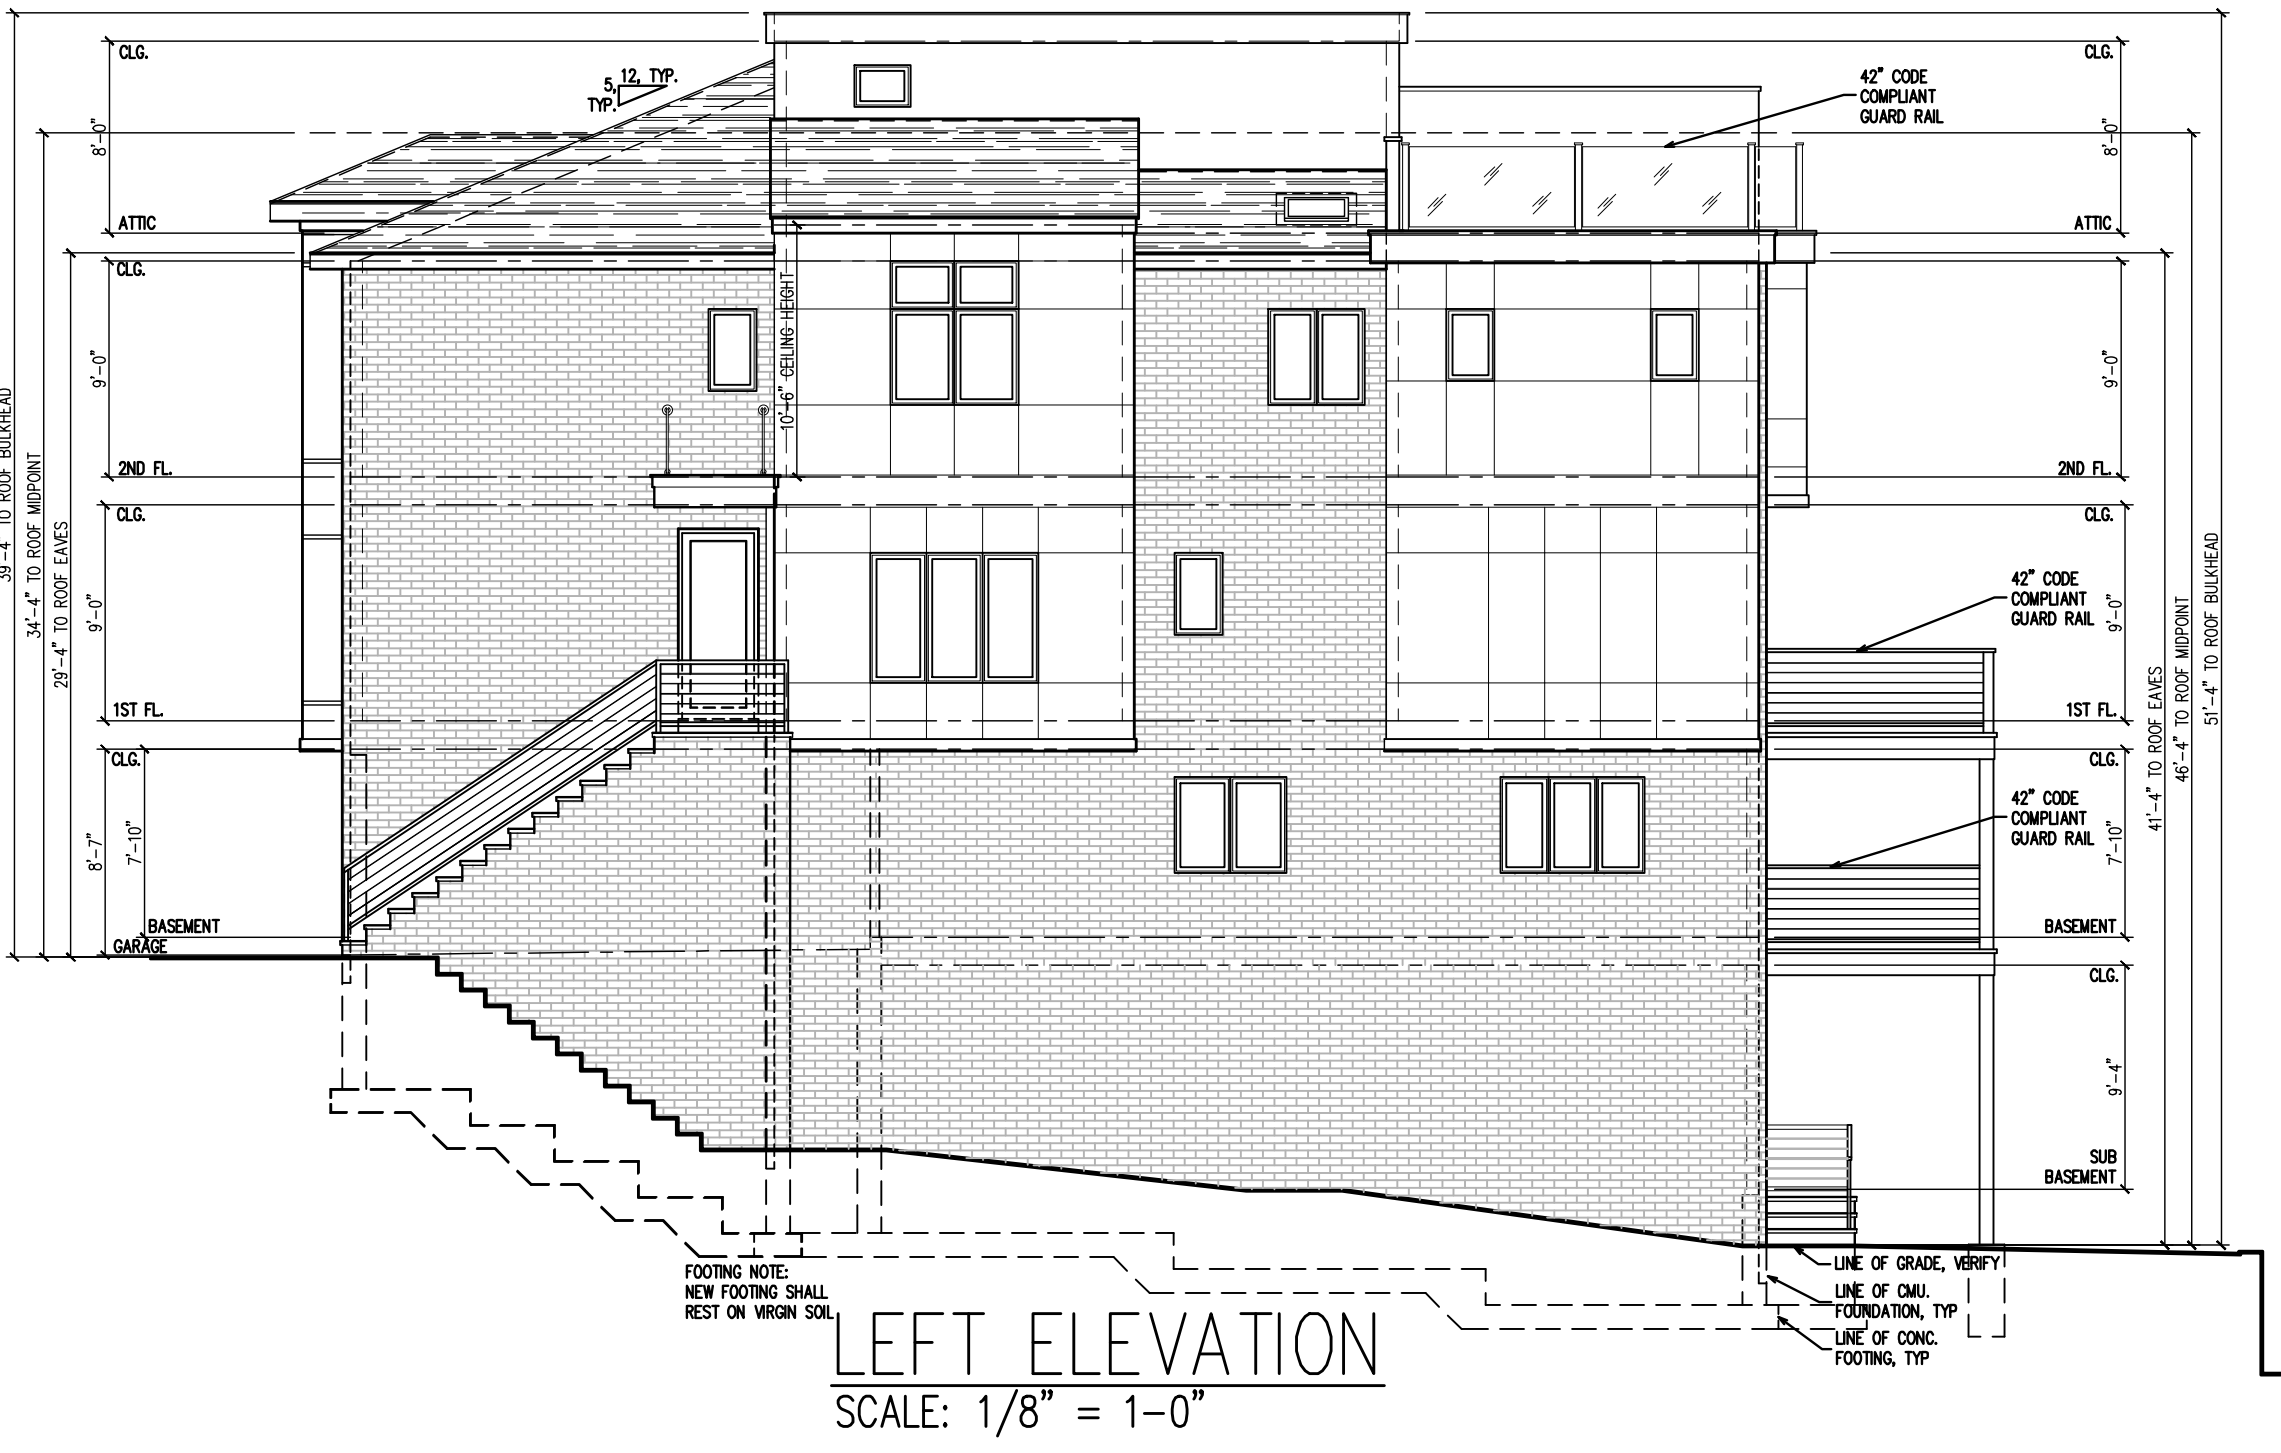 CLG.
12, TYP.
5,
TYP.
8'-0"
ATTIC
CLG.
9'-0"
2ND FL.
CLG.
9'-0"
1ST FL.
CLG.
8'-7"
7'-10"
BASEMENT
GARAGE
39'-4" TO ROOF BULKHEAD
34'-4" TO ROOF MIDPOINT
29'-4" TO ROOF EAVES
10'-6" CEILING HEIGHT
42" CODE
COMPLIANT
GUARD RAIL
CLG.
8'-0"
ATTIC
9'-0"
2ND FL.
CLG.
42" CODE
COMPLIANT
GUARD RAIL
9'-0"
1ST FL.
CLG.
42" CODE
COMPLIANT
GUARD RAIL
7'-10"
BASEMENT
CLG.
9'-4"
SUB
BASEMENT
41'-4" TO ROOF EAVES
46'-4" TO ROOF MIDPOINT
51'-4" TO ROOF BULKHEAD
LINE OF GRADE, VERIFY
LINE OF CMU.
FOUNDATION, TYP
LINE OF CONC.
FOOTING, TYP
FOOTING NOTE:
NEW FOOTING SHALL
REST ON VIRGIN SOIL
LEFT ELEVATION
SCALE: 1/8" = 1-0"